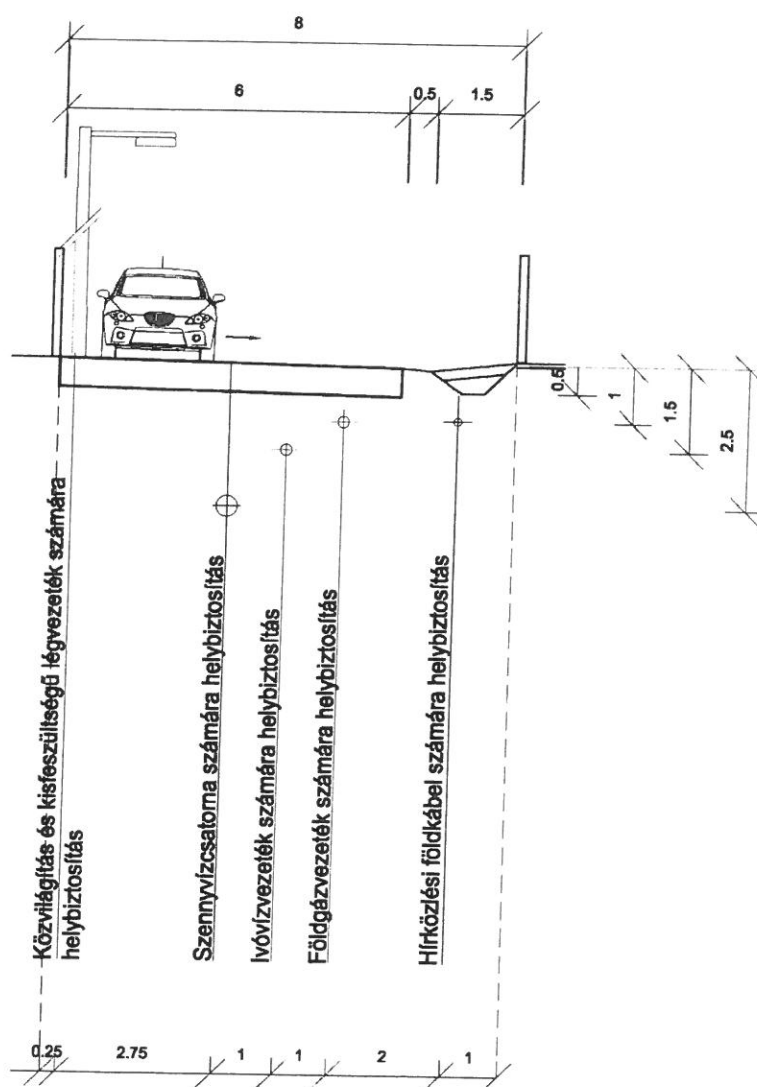 8
6
0.5
1.5
0.5
1
1.5
2.5
Közvilágítás és kisfeszültségű légvezeték számára
helybiztosítás
Szennyvízcsatorna számára helybiztosítás
Ivóvízvezeték számára helybiztosítás
Földgázvezeték számára helybiztosítás
Hírközlési földkábel számára helybiztosítás
0.25
2.75
1
1
2
1